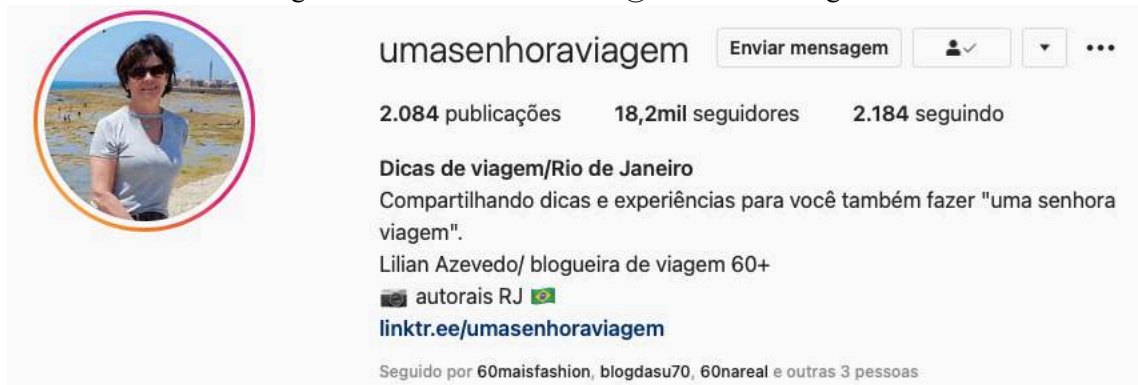 umasenhoraviagem Enviar mensagem
2.084 publicações 18,2mil seguidores 2.184 seguindo
Dicas de viagem/Rio de Janeiro
Compartilhando dicas e experiências para você também fazer "uma senhora
viagem".
Lilian Azevedo/ blogueira de viagem 60+
📷 autorais RJ 🇧🇷
linktr.ee/umasenhoraviagem
Seguido por 60maisfashion, blogdasu70, 60nareal e outras 3 pessoas